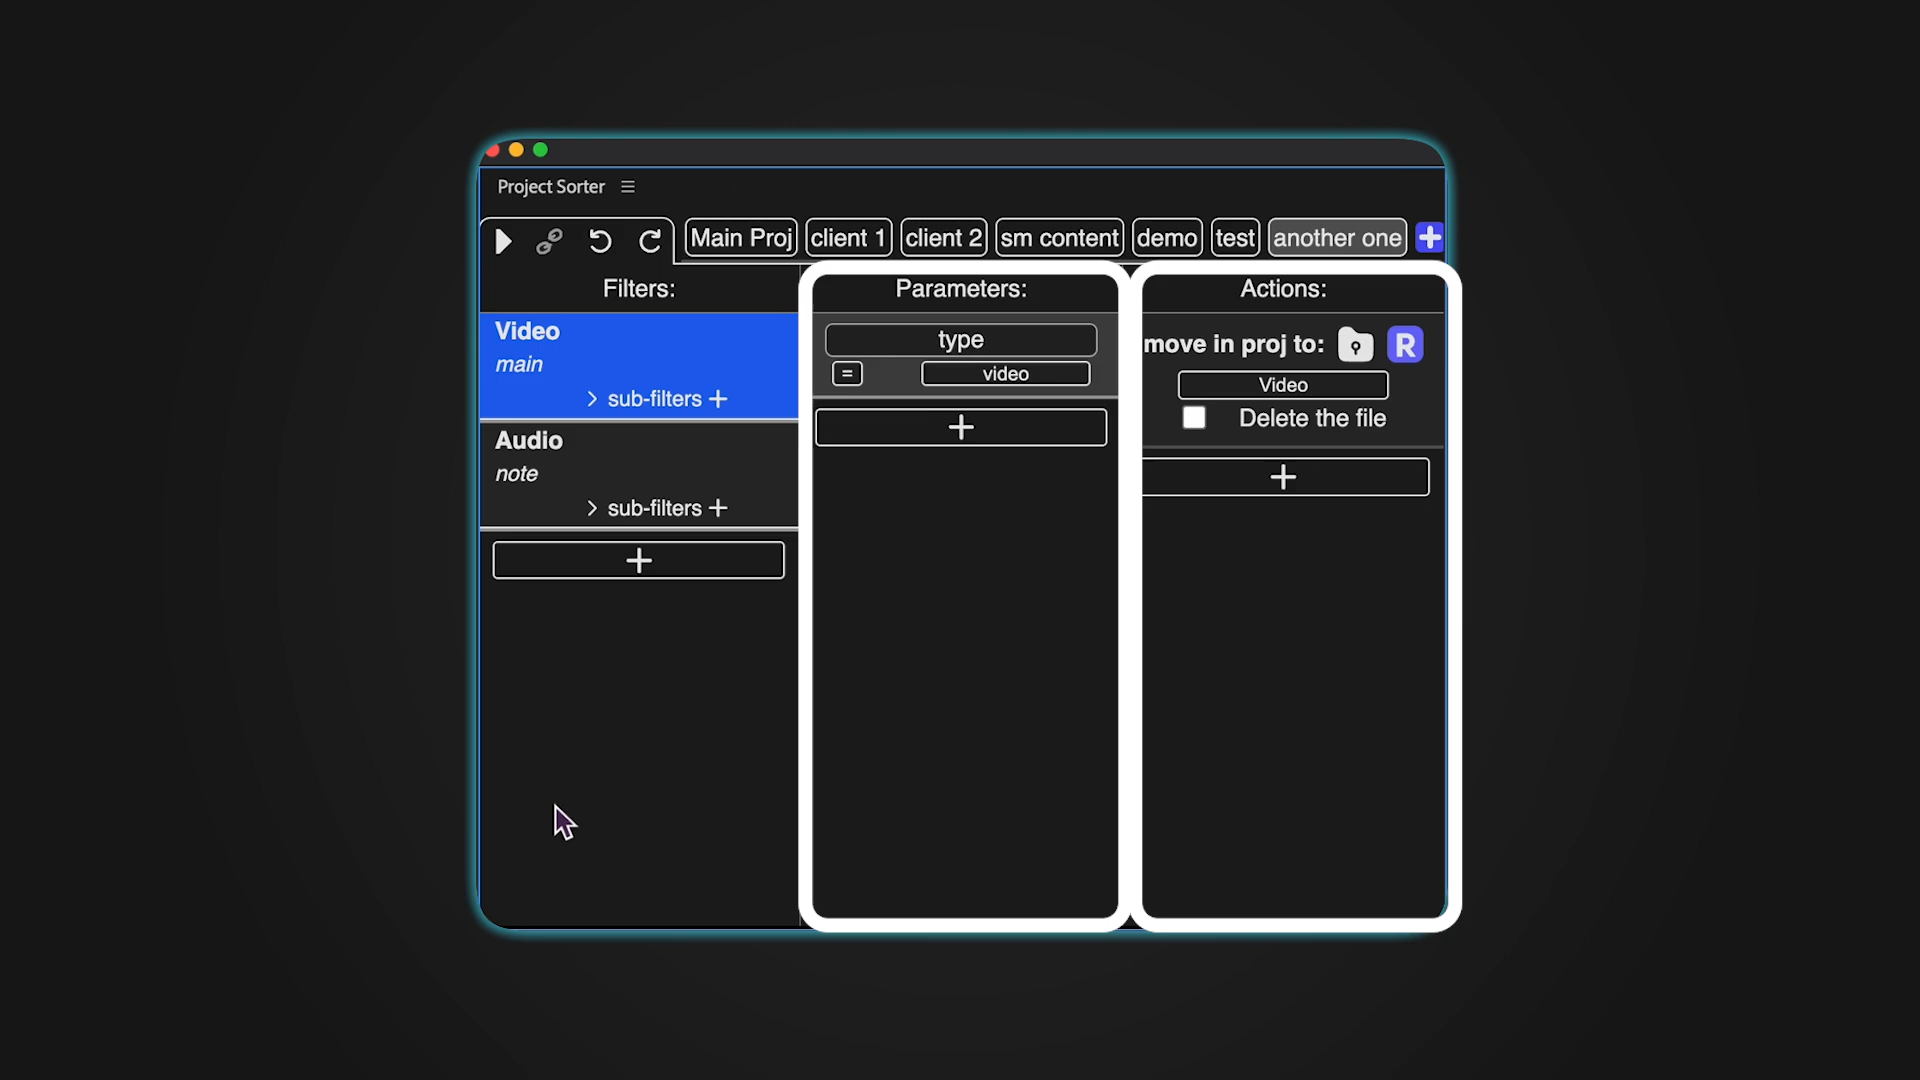 Project Sorter
Main Proj client 1 client 2 sm content demo test another one +
Filters:
Video
main
> sub-filters +
Audio
note
> sub-filters +
+
Parameters:
type
= video
+
Actions:
move in proj to: R
Video
Delete the file
+